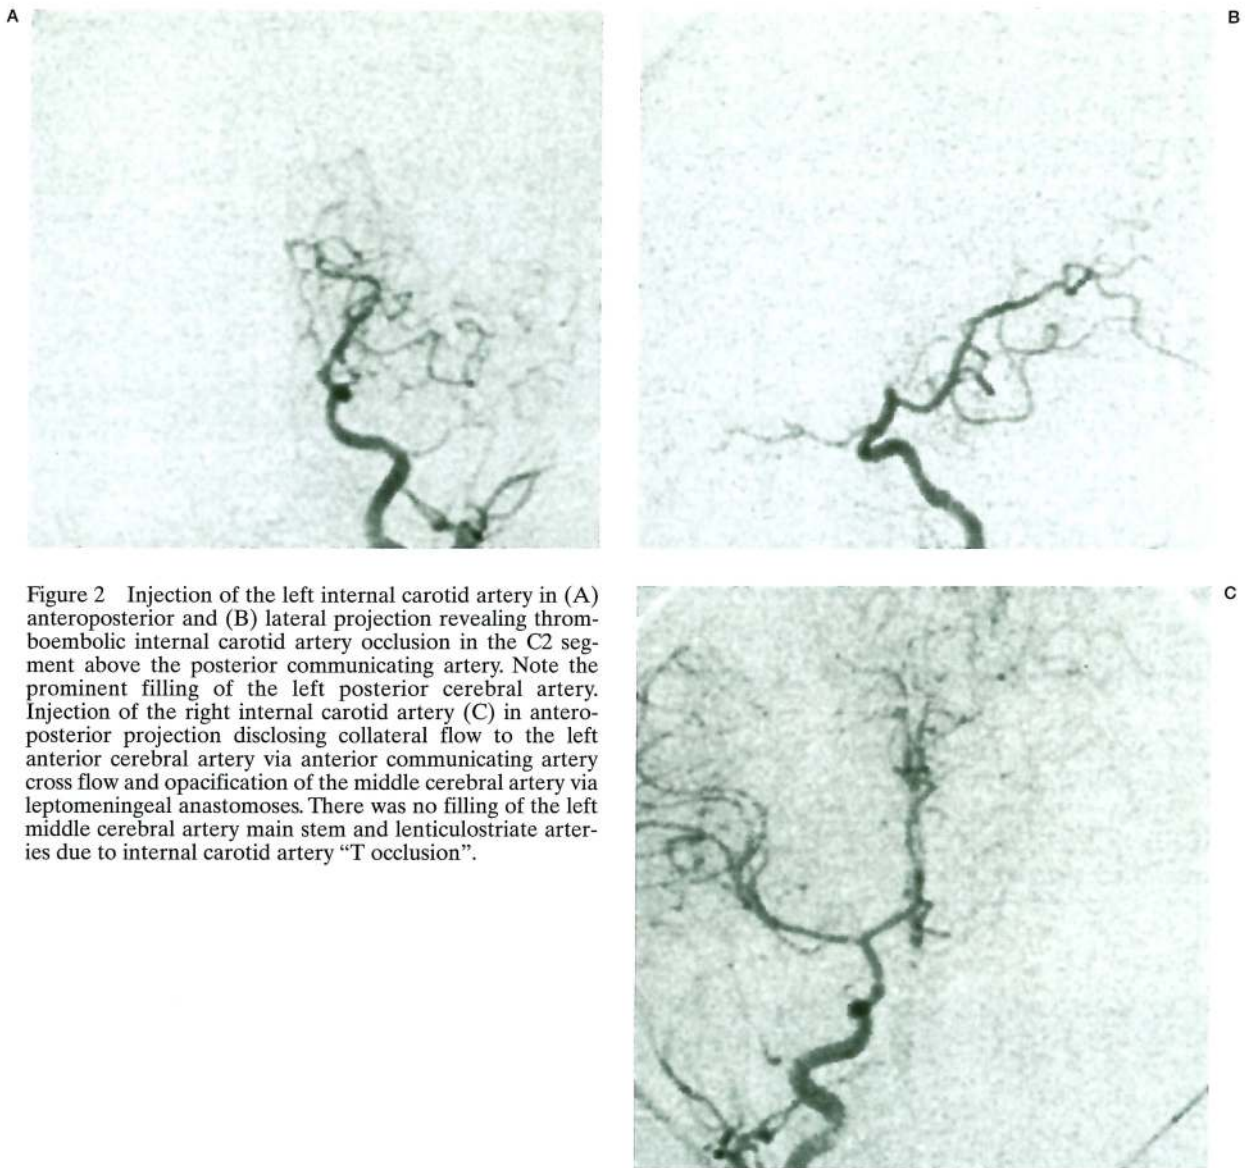 A
B
Figure 2 Injection of the left internal carotid artery in (A)
anteroposterior and (B) lateral projection revealing throm-
boembolic internal carotid artery occlusion in the C2 seg-
ment above the posterior communicating artery. Note the
prominent filling of the left posterior cerebral artery.
Injection of the right internal carotid artery (C) in antero-
posterior projection disclosing collateral flow to the left
anterior cerebral artery via anterior communicating artery
cross flow and opacification of the middle cerebral artery via
leptomeningeal anastomoses. There was no filling of the left
middle cerebral artery main stem and lenticulostriate arter-
ies due to internal carotid artery “T occlusion”.
C